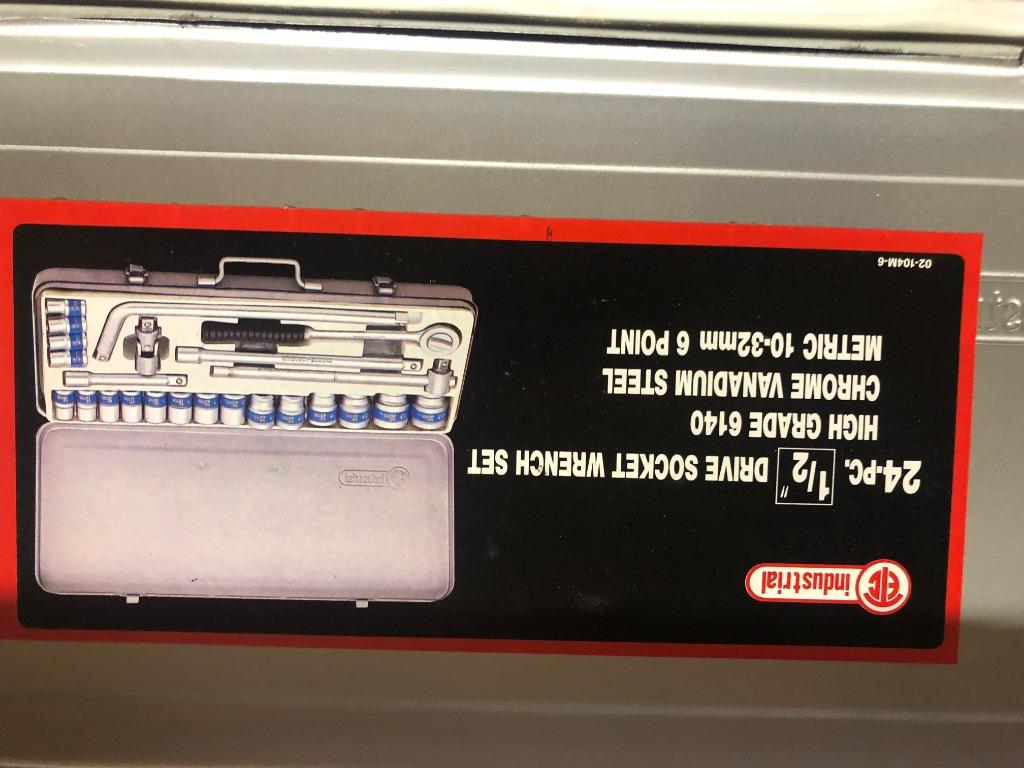 industrial
24-PC. 1/2" DRIVE SOCKET WRENCH SET
HIGH GRADE 6140
CHROME VANADIUM STEEL
METRIC 10-32mm 6 POINT
02-104M-6
industrial